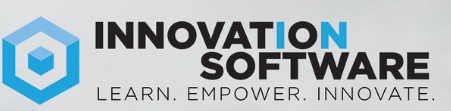 INNOVATION
SOFTWARE
LEARN. EMPOWER. INNOVATE.